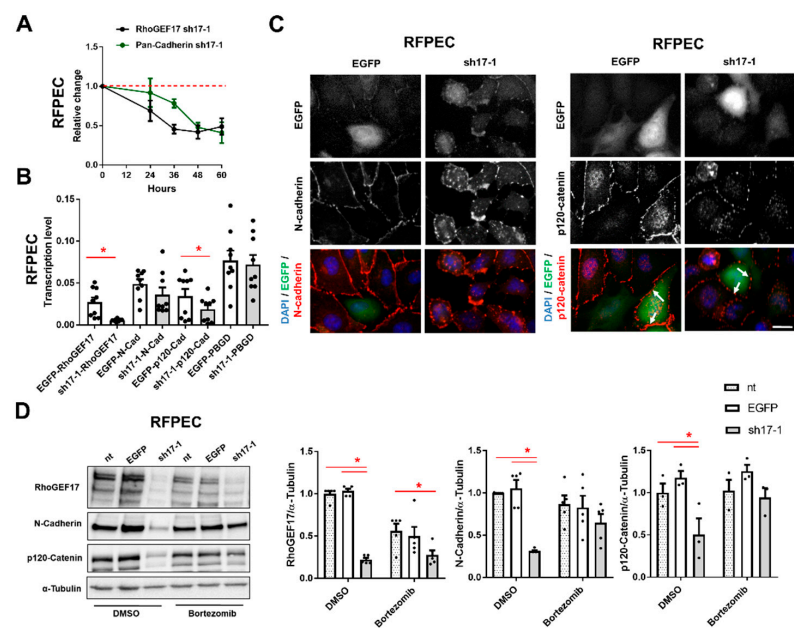 A
RhoGEF17 sh17-1
Pan-Cadherin sh17-1
RFPEC
Relative change
1.5
1.0
0.5
0.0
0 12 24 36 48 60
Hours
B
RFPEC
Transcription level
0.15
0.10
0.05
0.00
*
*
EGFP-RhoGEF17
sh17-1-RhoGEF17
EGFP-N-Cad
sh17-1-N-Cad
EGFP-p120-Cad
sh17-1-p120-Cad
EGFP-PBGD
sh17-1-PBGD
C
RFPEC
EGFP sh17-1
EGFP
N-cadherin
DAPI / EGFP /
N-cadherin
RFPEC
EGFP sh17-1
EGFP
p120-catenin
DAPI / EGFP /
p120-catenin
D
RFPEC
nt EGFP sh17-1 nt EGFP sh17-1
RhoGEF17
N-Cadherin
p120-Catenin
α-Tubulin
DMSO Bortezomib
nt
EGFP
sh17-1
RhoGEF17/α-Tubulin
1.5
1.0
0.5
0.0
*
*
DMSO
Bortezomib
N-Cadherin/α-Tubulin
1.5
1.0
0.5
0.0
*
DMSO
Bortezomib
p120-Catenin/α-Tubulin
1.5
1.0
0.5
0.0
*
DMSO
Bortezomib